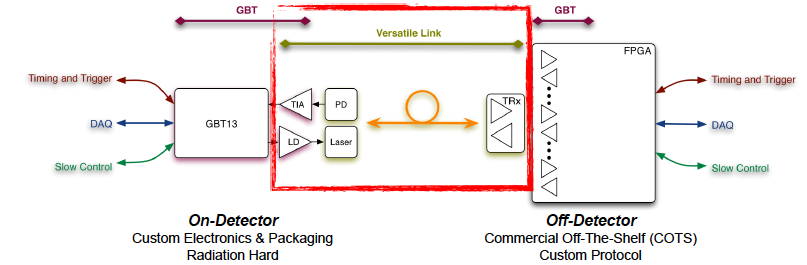 GBT
GBT
Versatile Link
FPGA
Timing and Trigger
DAQ
Slow Control
GBT13
TIA
PD
LD
Laser
TRx
Timing and Trigger
DAQ
Slow Control
On-Detector
Custom Electronics & Packaging
Radiation Hard
Off-Detector
Commercial Off-The-Shelf (COTS)
Custom Protocol